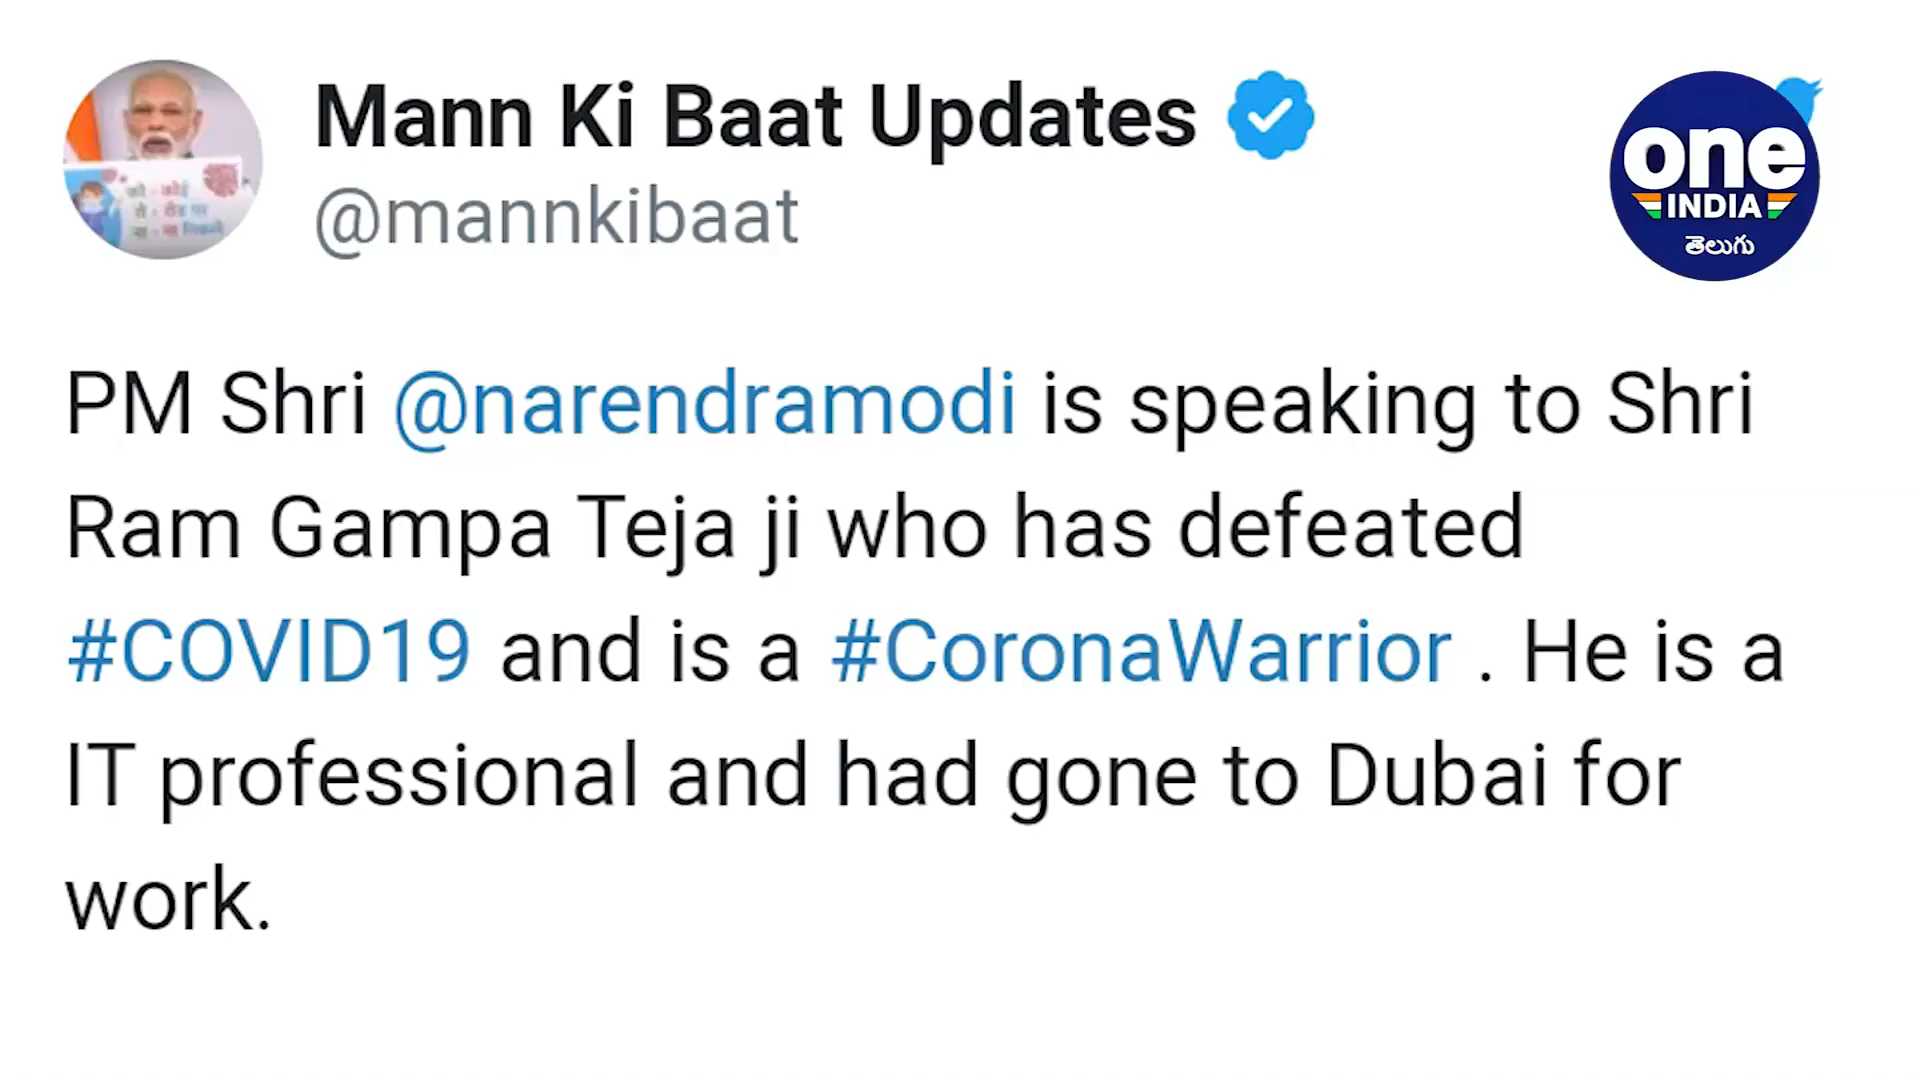 Mann Ki Baat Updates
@mannkibaat
one
INDIA
తెలుగు
PM Shri @narendramodi is speaking to Shri
Ram Gampa Teja ji who has defeated
#COVID19 and is a #CoronaWarrior . He is a
IT professional and had gone to Dubai for
work.